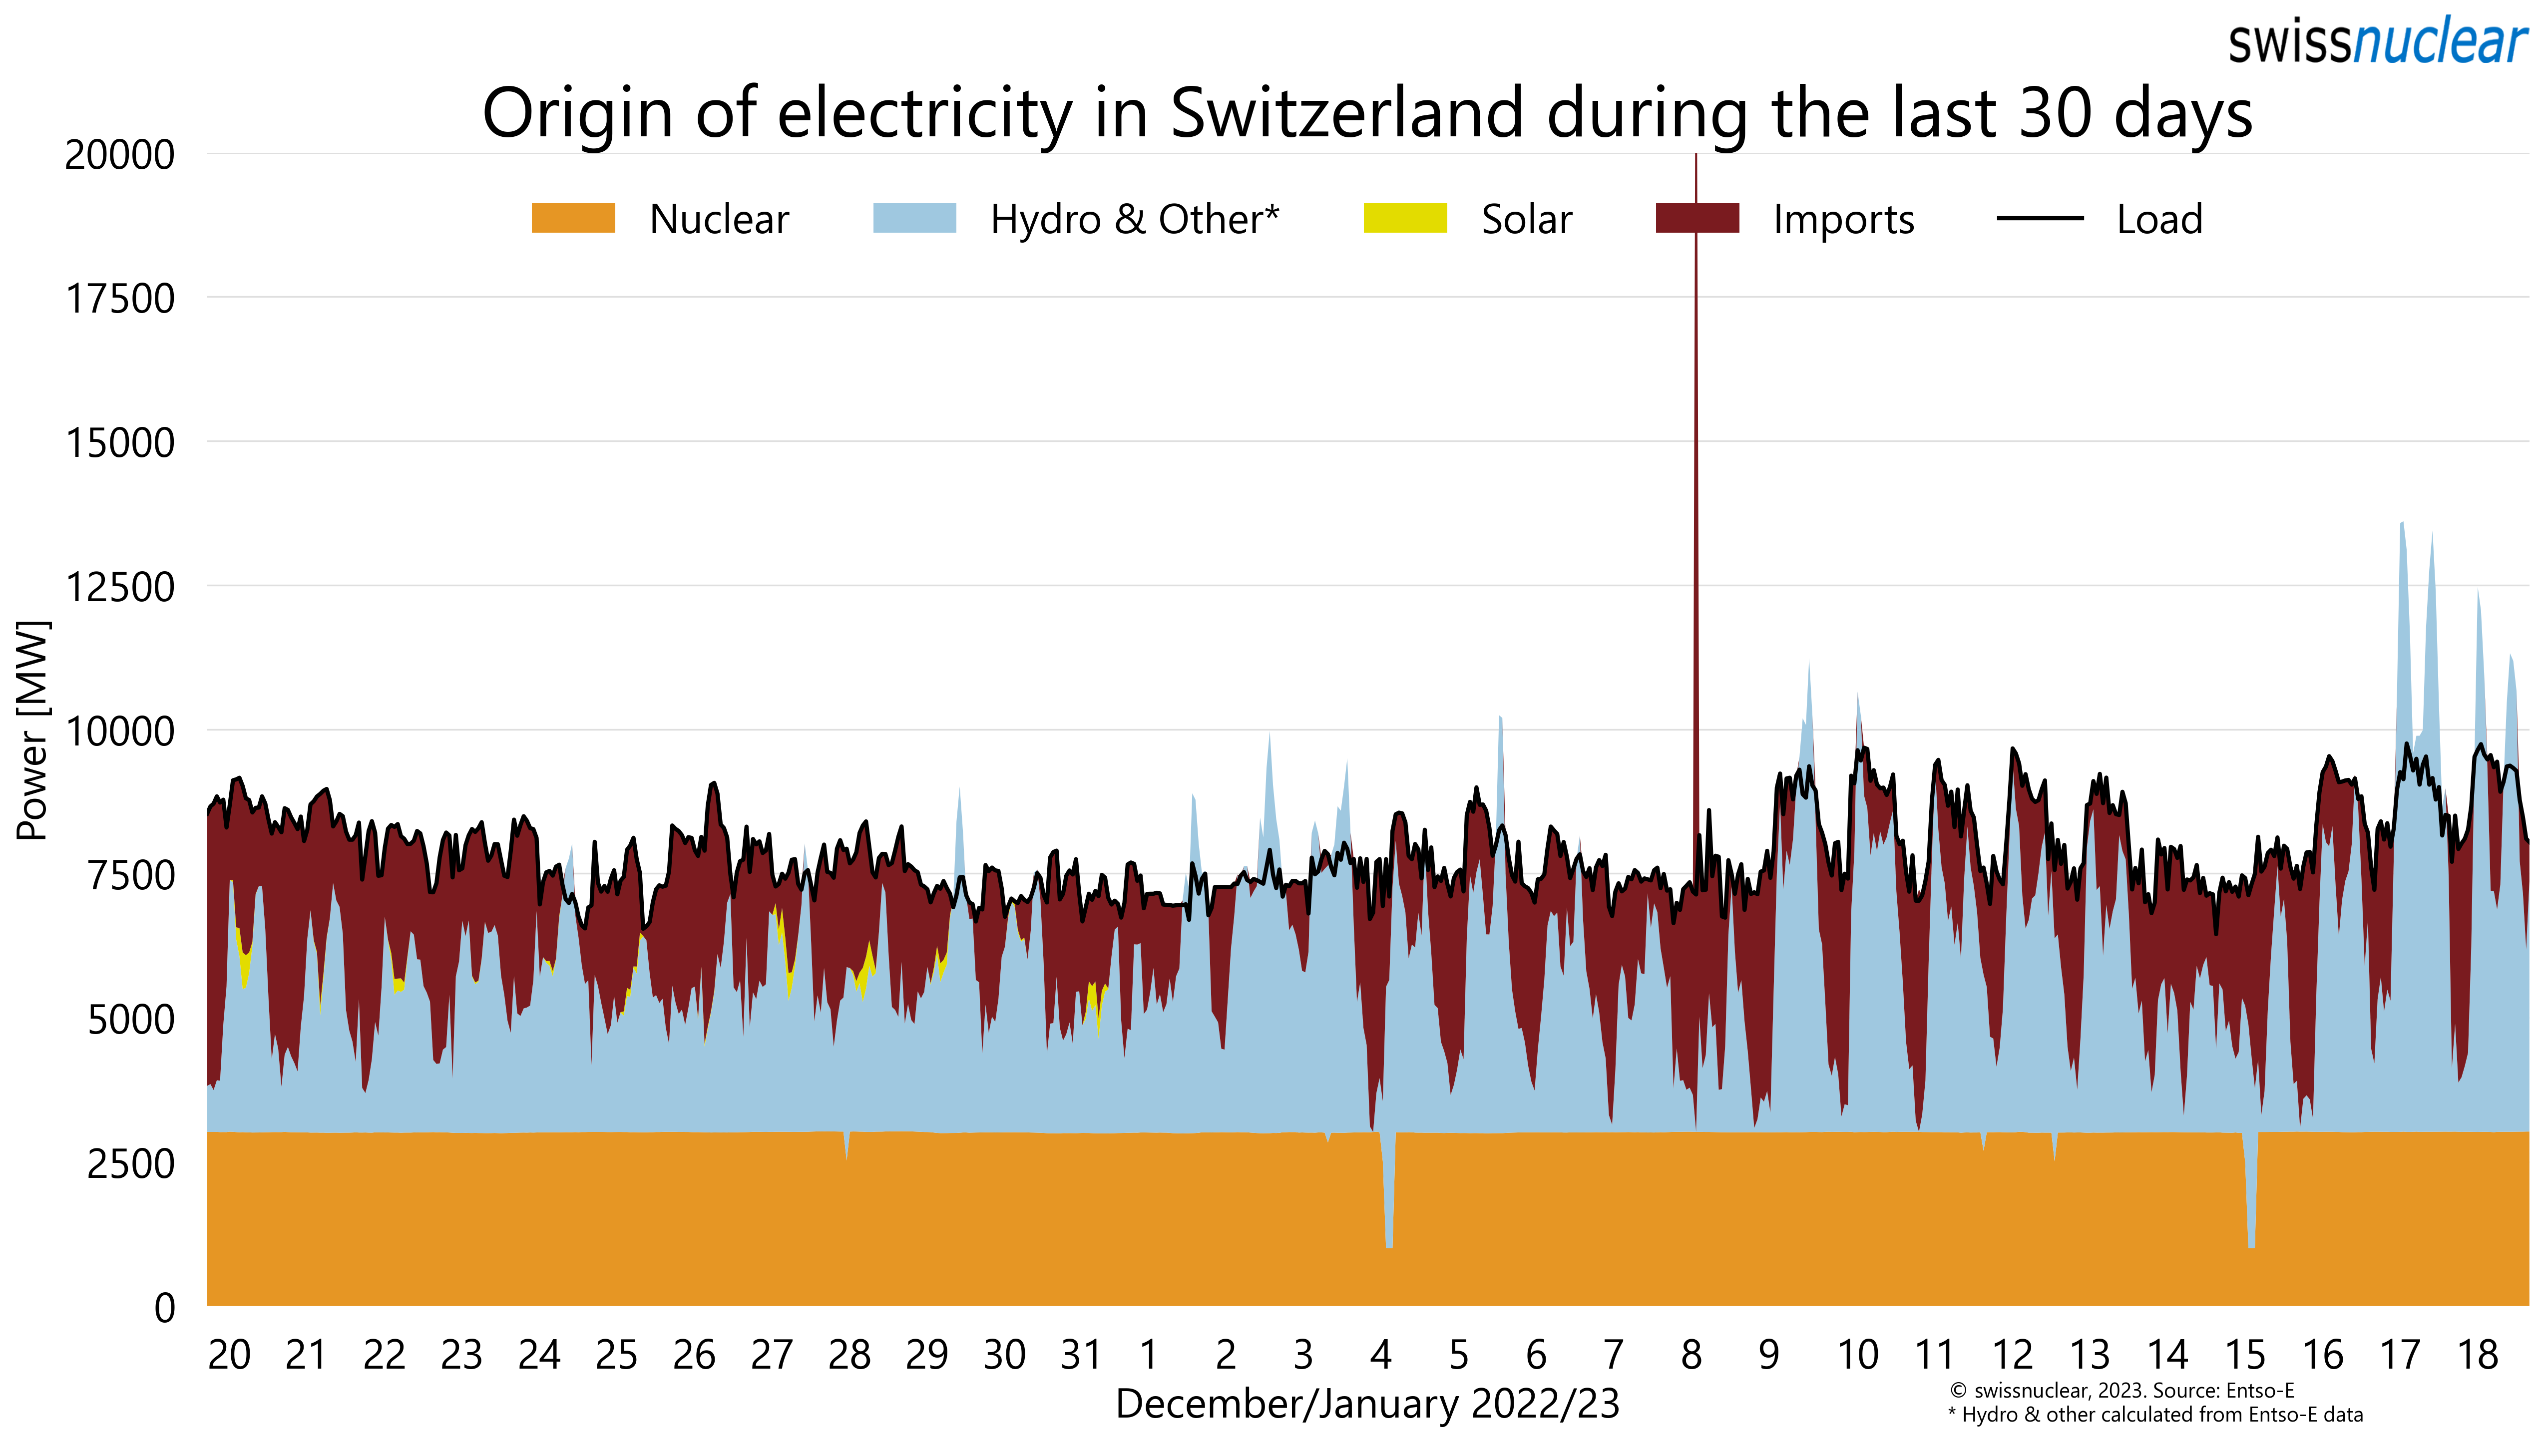 swissnuclear
Origin of electricity in Switzerland during the last 30 days
20000
Nuclear Hydro & Other* Solar Imports Load
17500
15000
12500
10000
7500
5000
2500
0
Power [MW]
20 21 22 23 24 25 26 27 28 29 30 31 1 2 3 4 5 6 7 8 9 10 11 12 13 14 15 16 17 18
December/January 2022/23
© swissnuclear, 2023. Source: Entso-E
* Hydro & other calculated from Entso-E data